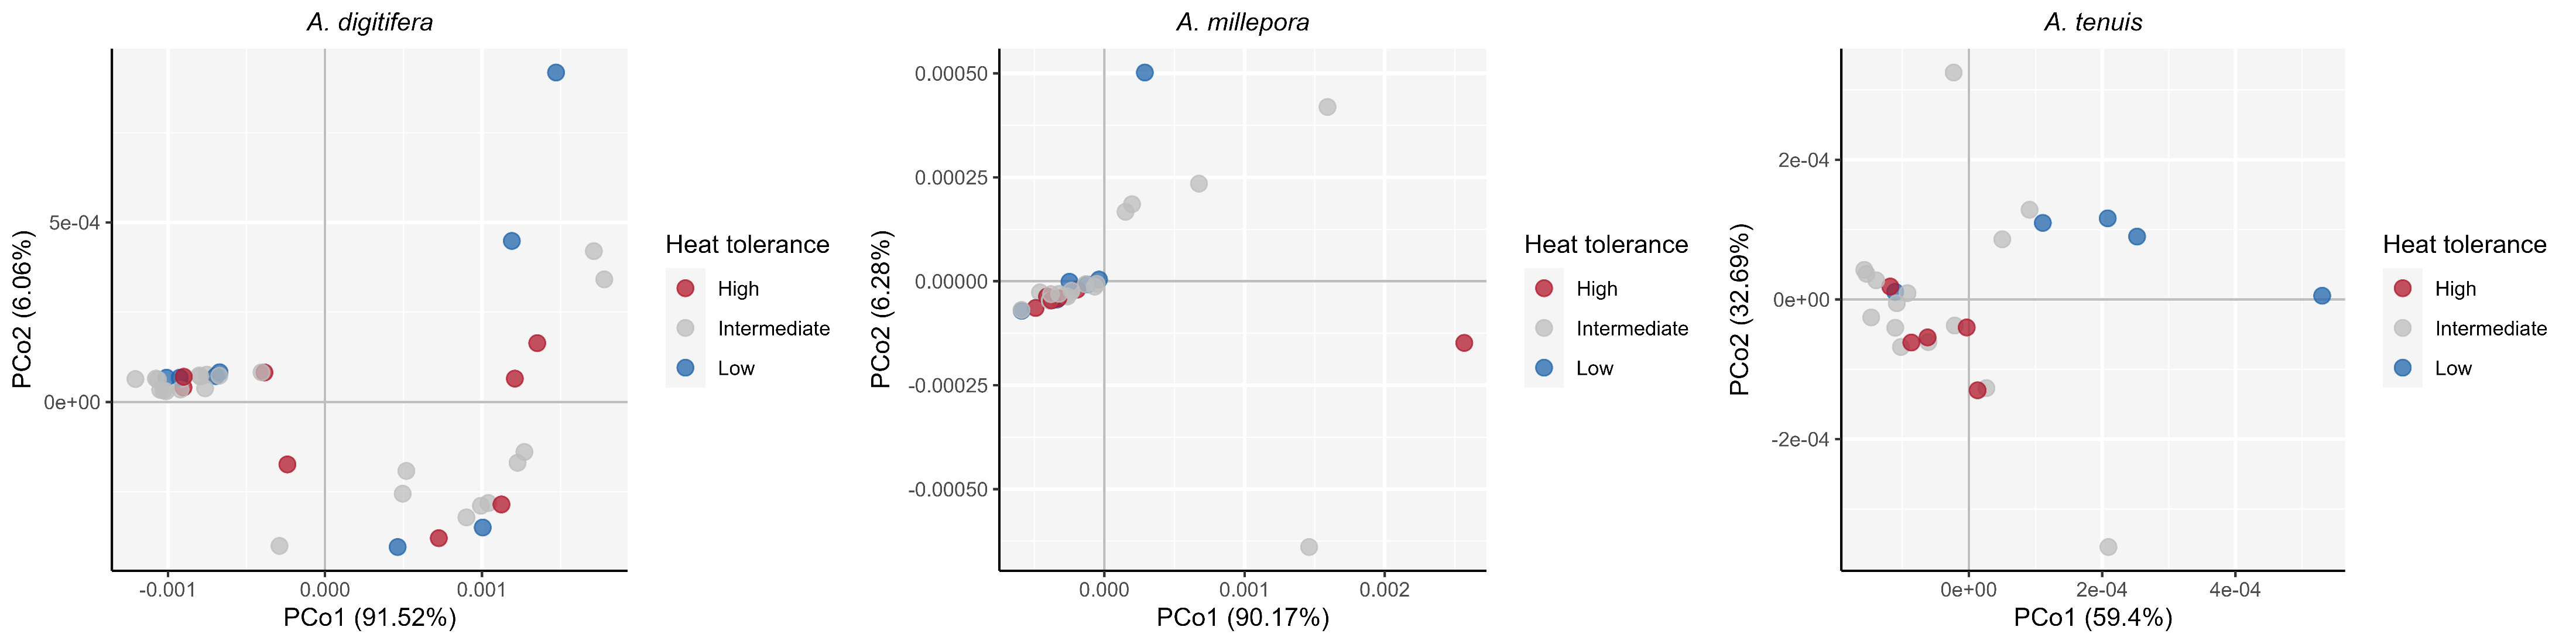 A. digitifera
PCo2 (6.06%)
5e-04
0e+00
-0.001
0.000
0.001
PCo1 (91.52%)
Heat tolerance
High
Intermediate
Low
A. millepora
PCo2 (6.28%)
0.00050
0.00025
0.00000
-0.00025
-0.00050
0.000
0.001
0.002
PCo1 (90.17%)
Heat tolerance
High
Intermediate
Low
A. tenuis
PCo2 (32.69%)
2e-04
0e+00
-2e-04
0e+00
2e-04
4e-04
PCo1 (59.4%)
Heat tolerance
High
Intermediate
Low